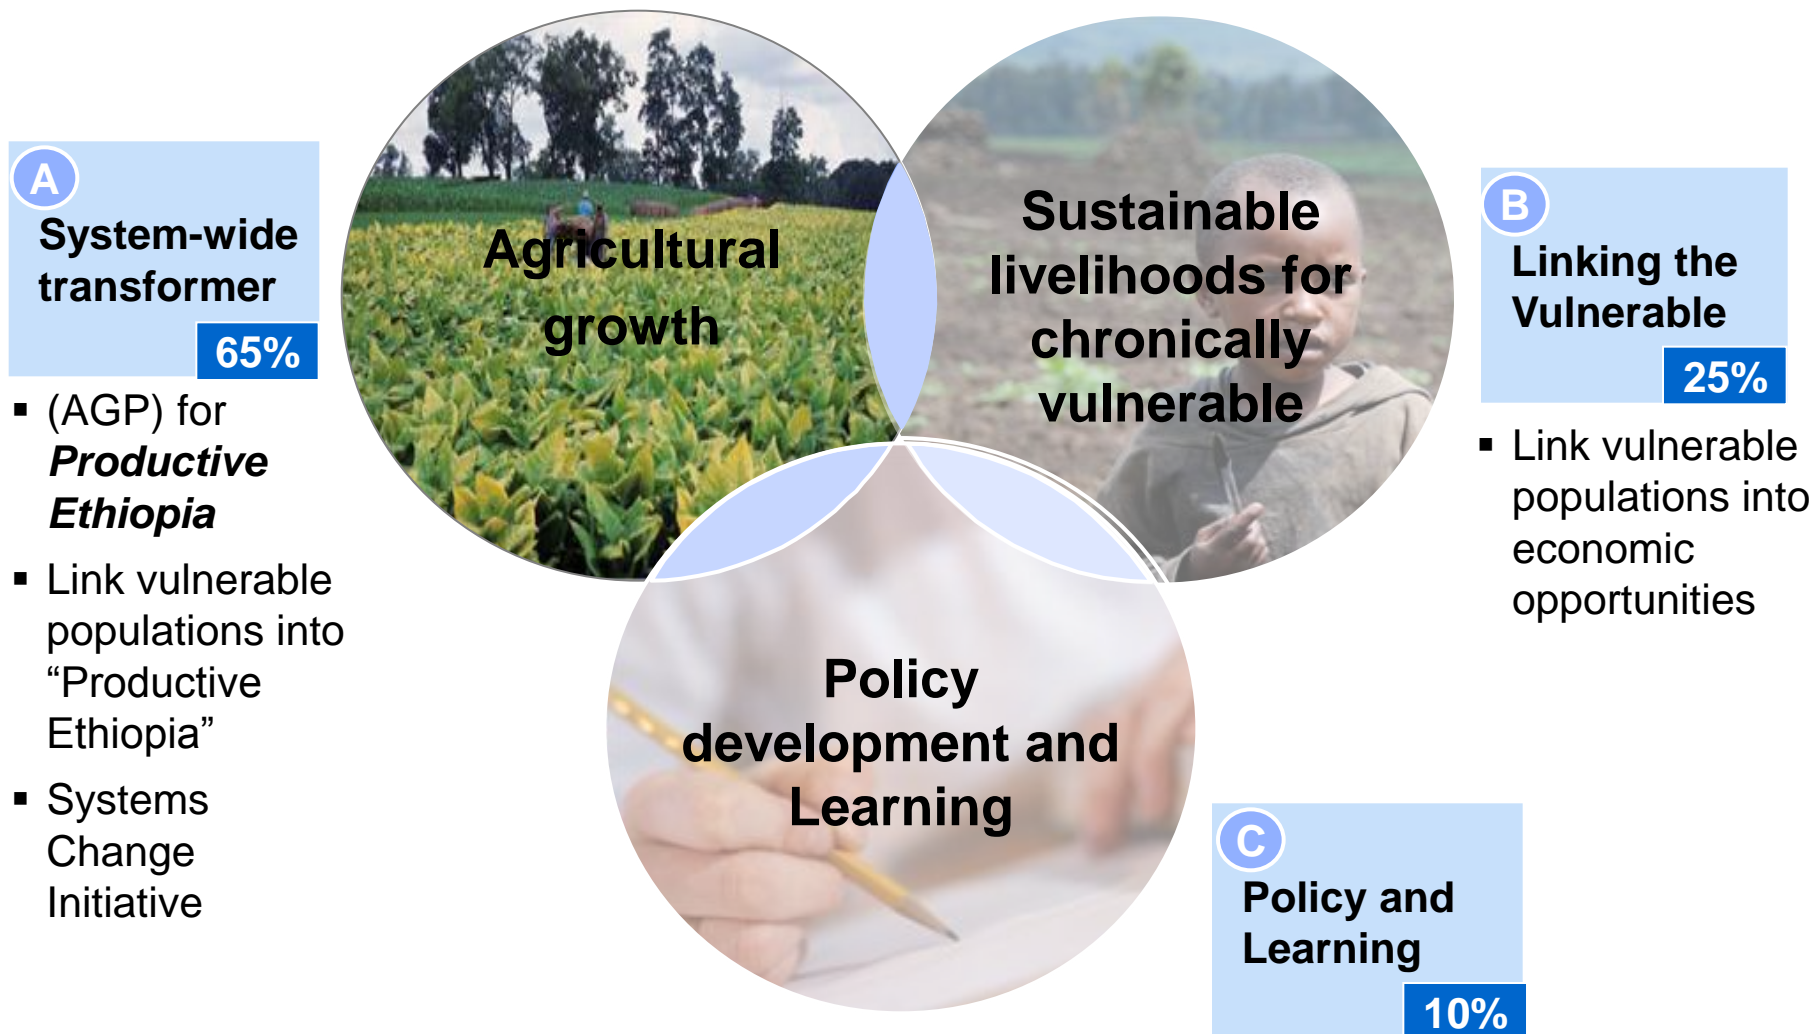 A
System-wide
transformer
65%
▪ (AGP) for
Productive
Ethiopia
▪ Link vulnerable
populations into
“Productive
Ethiopia”
▪ Systems
Change
Initiative
Agricultural
growth
Sustainable
livelihoods for
chronically
vulnerable
Policy
development and
Learning
B
Linking the
Vulnerable
25%
▪ Link vulnerable
populations into
economic
opportunities
C
Policy and
Learning
10%